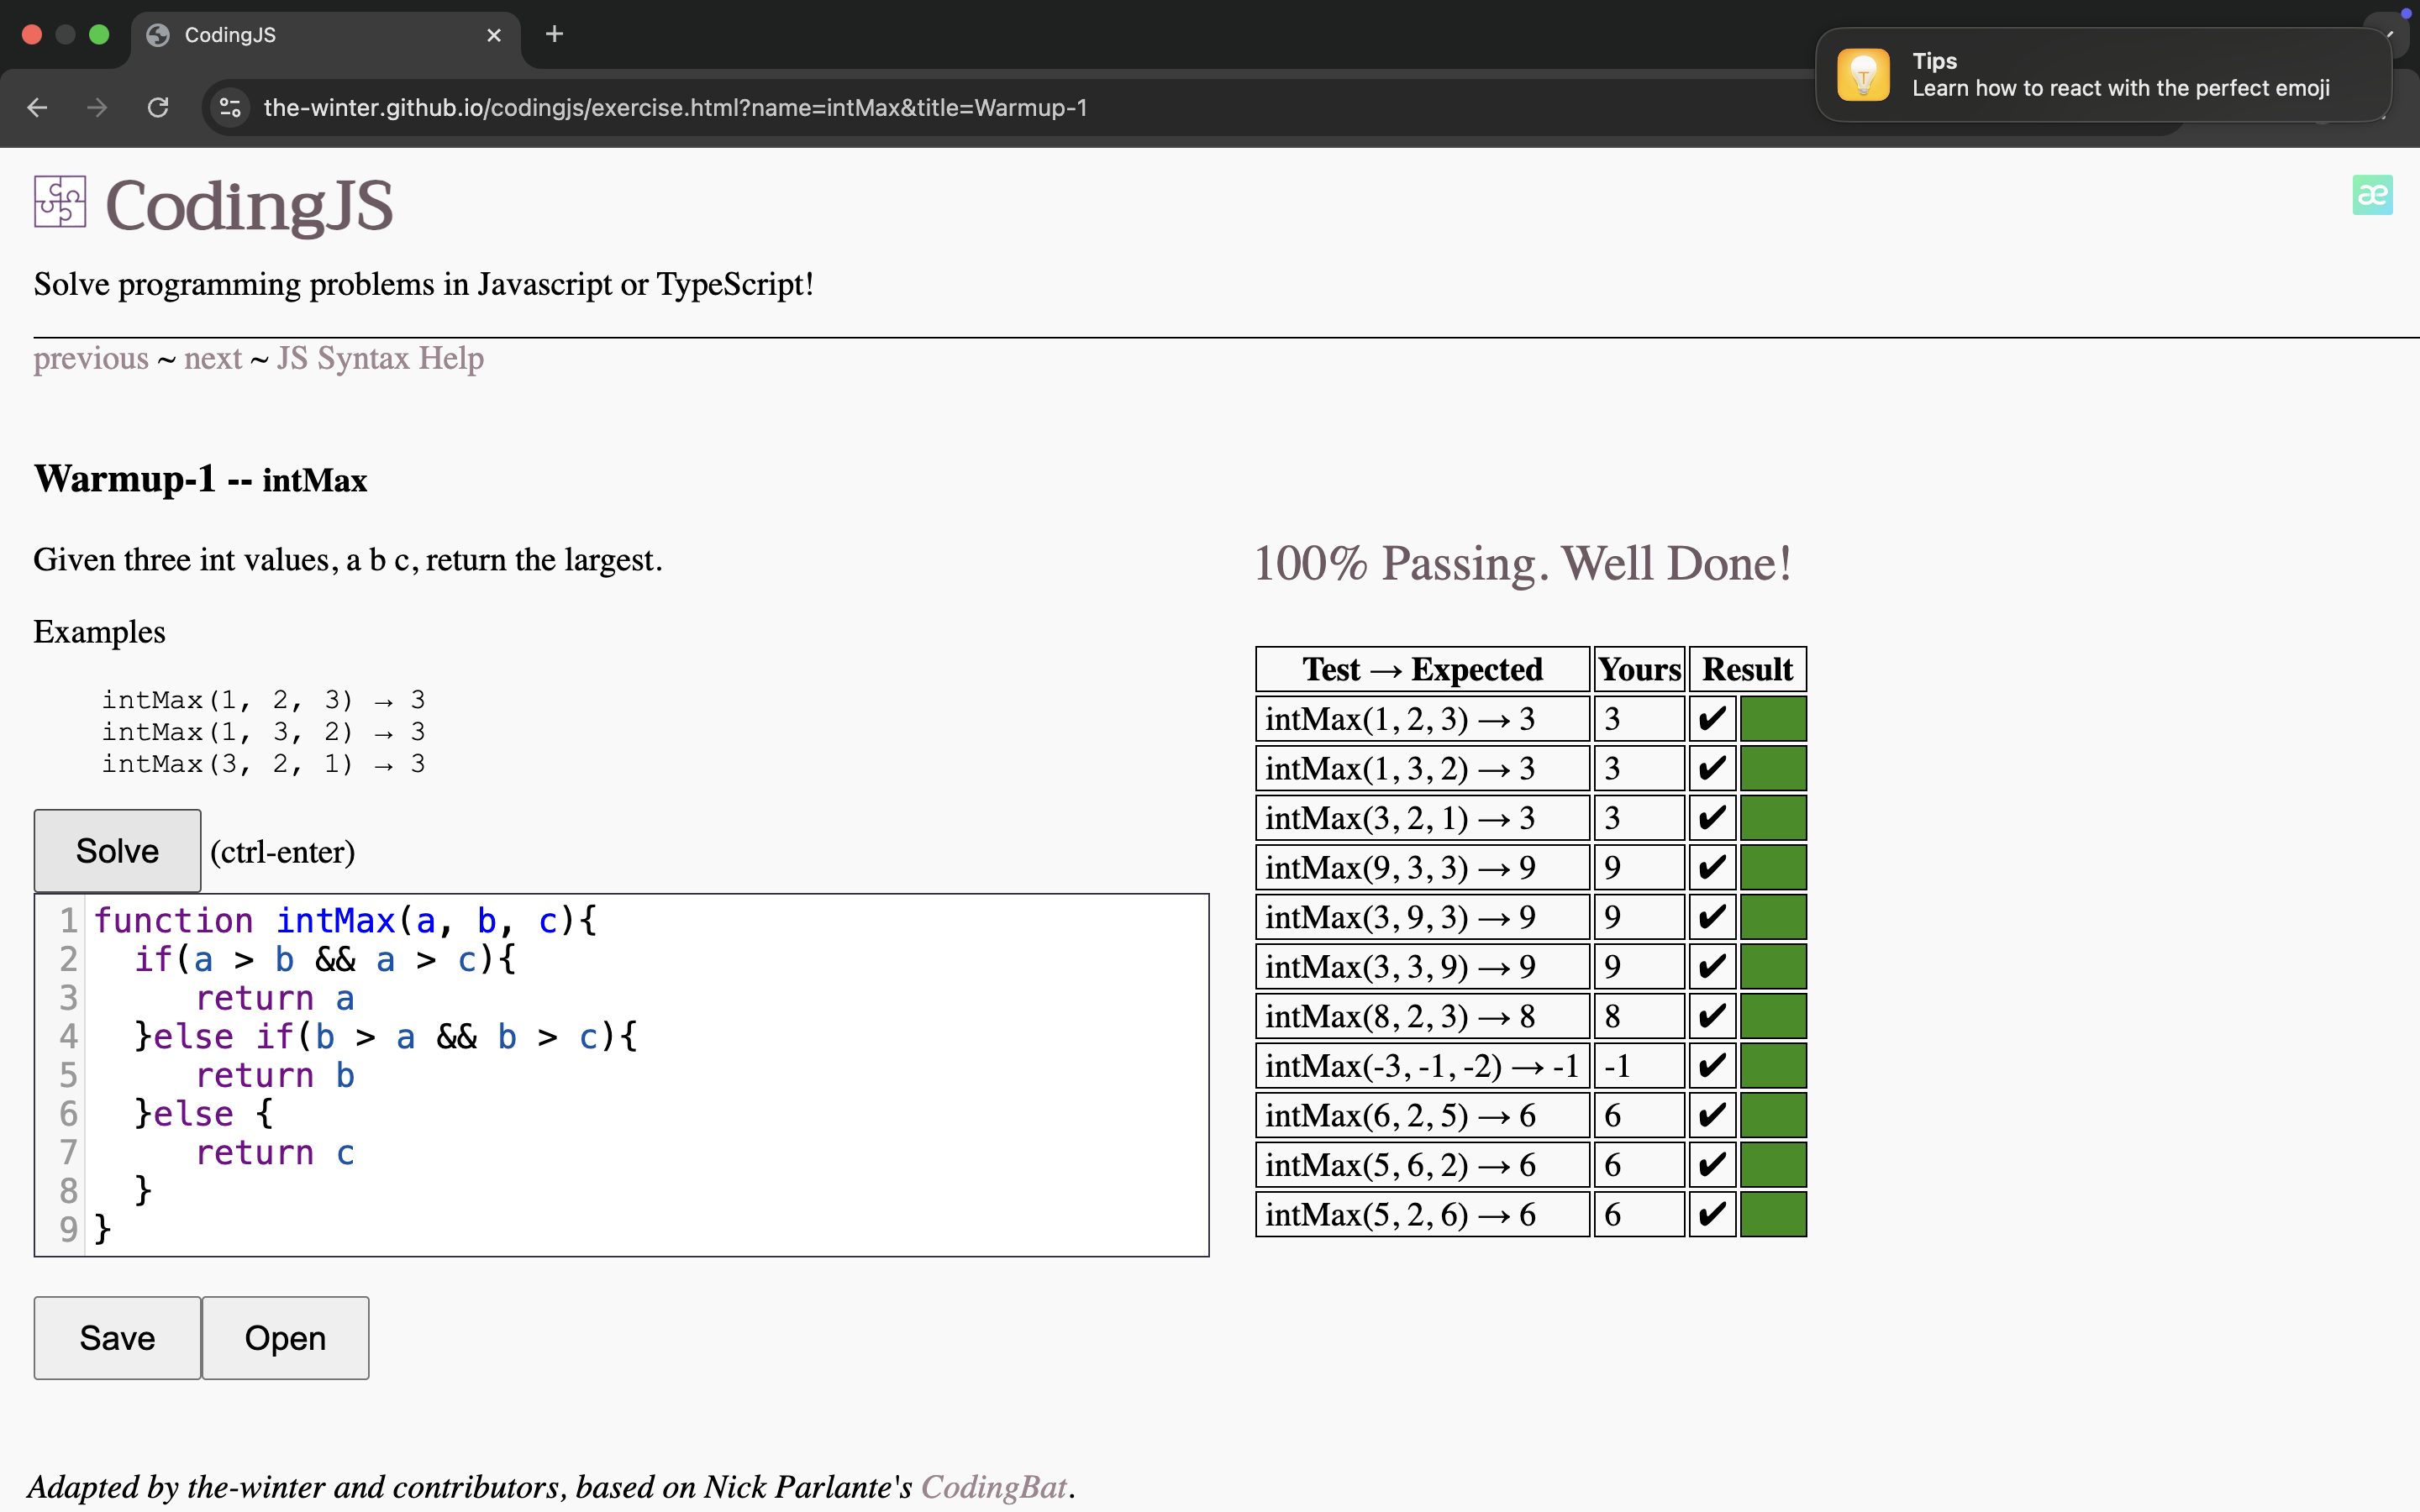 CodingJS
Tips
Learn how to react with the perfect emoji
the-winter.github.io/codingjs/exercise.html?name=intMax&title=Warmup-1
CodingJS
æ
Solve programming problems in Javascript or TypeScript!
previous ~ next ~ JS Syntax Help
Warmup-1 -- intMax
Given three int values, a b c, return the largest.
Examples
intMax(1, 2, 3) → 3
intMax(1, 3, 2) → 3
intMax(3, 2, 1) → 3
Solve (ctrl-enter)
1 function intMax(a, b, c){
2 if(a > b && a > c){
3 return a
4 }else if(b > a && b > c){
5 return b
6 }else {
7 return c
8 }
9 }
Save Open
100% Passing. Well Done!
Test → Expected Yours Result
intMax(1, 2, 3) → 3 3 ✔
intMax(1, 3, 2) → 3 3 ✔
intMax(3, 2, 1) → 3 3 ✔
intMax(9, 3, 3) → 9 9 ✔
intMax(3, 9, 3) → 9 9 ✔
intMax(3, 3, 9) → 9 9 ✔
intMax(8, 2, 3) → 8 8 ✔
intMax(-3, -1, -2) → -1 -1 ✔
intMax(6, 2, 5) → 6 6 ✔
intMax(5, 6, 2) → 6 6 ✔
intMax(5, 2, 6) → 6 6 ✔
Adapted by the-winter and contributors, based on Nick Parlante's CodingBat.